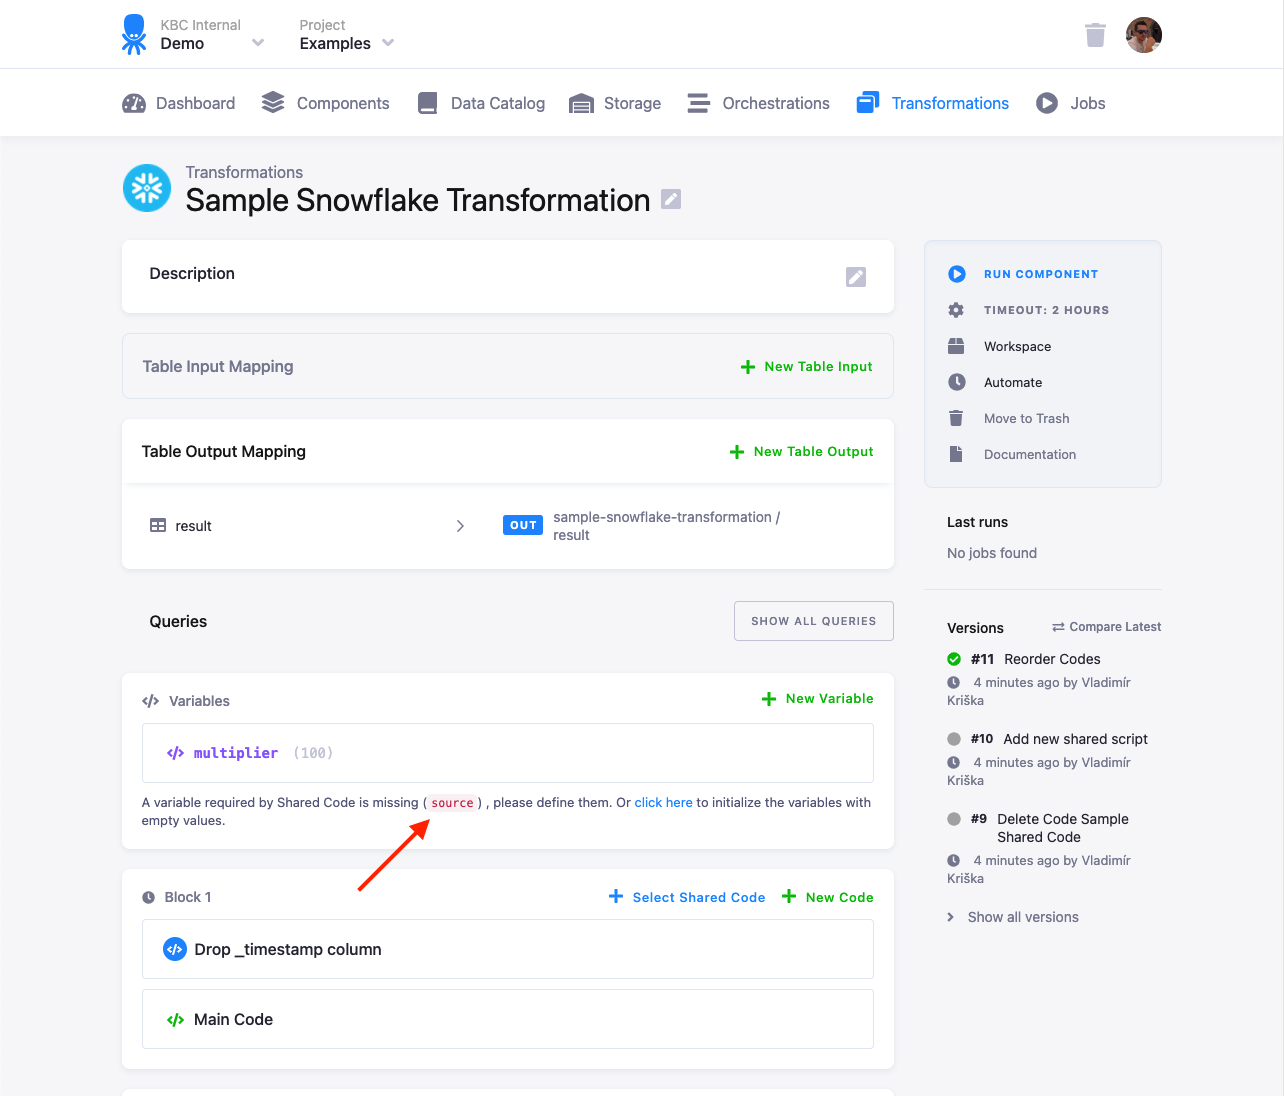 KBC Internal
Demo
Project
Examples
Dashboard
Components
Data Catalog
Storage
Orchestrations
Transformations
Jobs
Transformations
Sample Snowflake Transformation
Description
Table Input Mapping
New Table Input
Table Output Mapping
New Table Output
result
OUT
sample-snowflake-transformation /
result
Queries
SHOW ALL QUERIES
Variables
New Variable
multiplier (100)
A variable required by Shared Code is missing ( source ) , please define them. Or click here to initialize the variables with
empty values.
Block 1
Select Shared Code
New Code
Drop _timestamp column
Main Code
RUN COMPONENT
TIMEOUT: 2 HOURS
Workspace
Automate
Move to Trash
Documentation
Last runs
No jobs found
Versions
Compare Latest
#11 Reorder Codes
4 minutes ago by Vladimír
Kriška
#10 Add new shared script
4 minutes ago by Vladimír
Kriška
#9 Delete Code Sample
Shared Code
4 minutes ago by Vladimír
Kriška
Show all versions